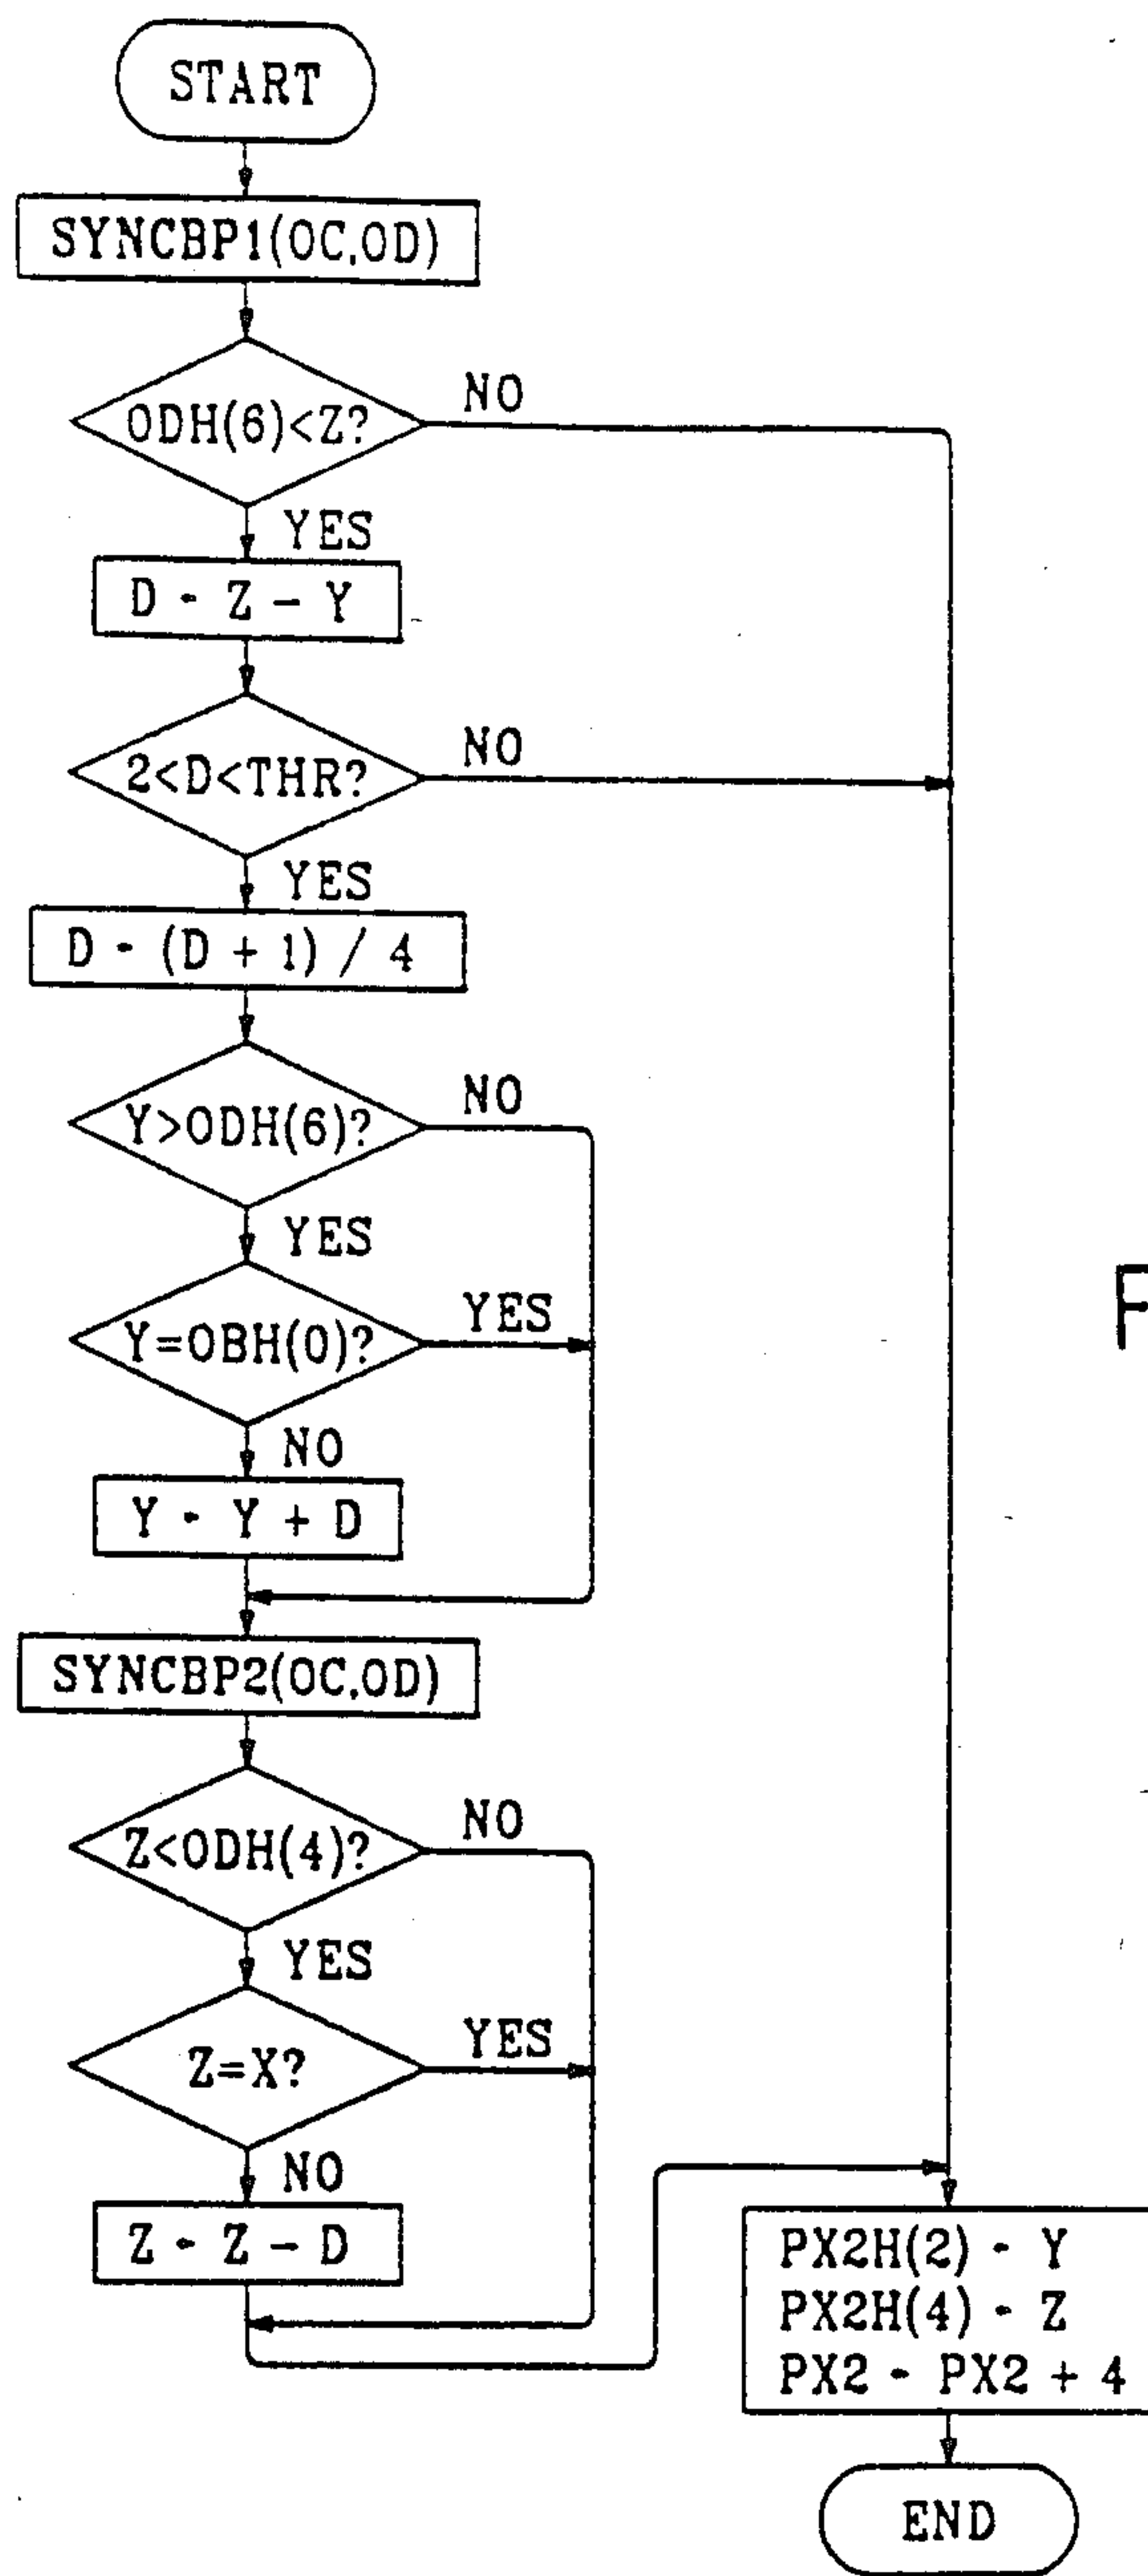 START
SYNCBP1(OC,OD)
ODH(6)<Z?
NO
YES
D - Z - Y
2<D<THR?
NO
YES
D - (D + 1) / 4
Y>ODH(6)?
NO
YES
Y=OBH(0)?
YES
NO
Y - Y + D
SYNCBP2(OC,OD)
Z<ODH(4)?
NO
YES
Z=X?
YES
NO
Z - Z - D
PX2H(2) - Y
PX2H(4) - Z
PX2 - PX2 + 4
END
F